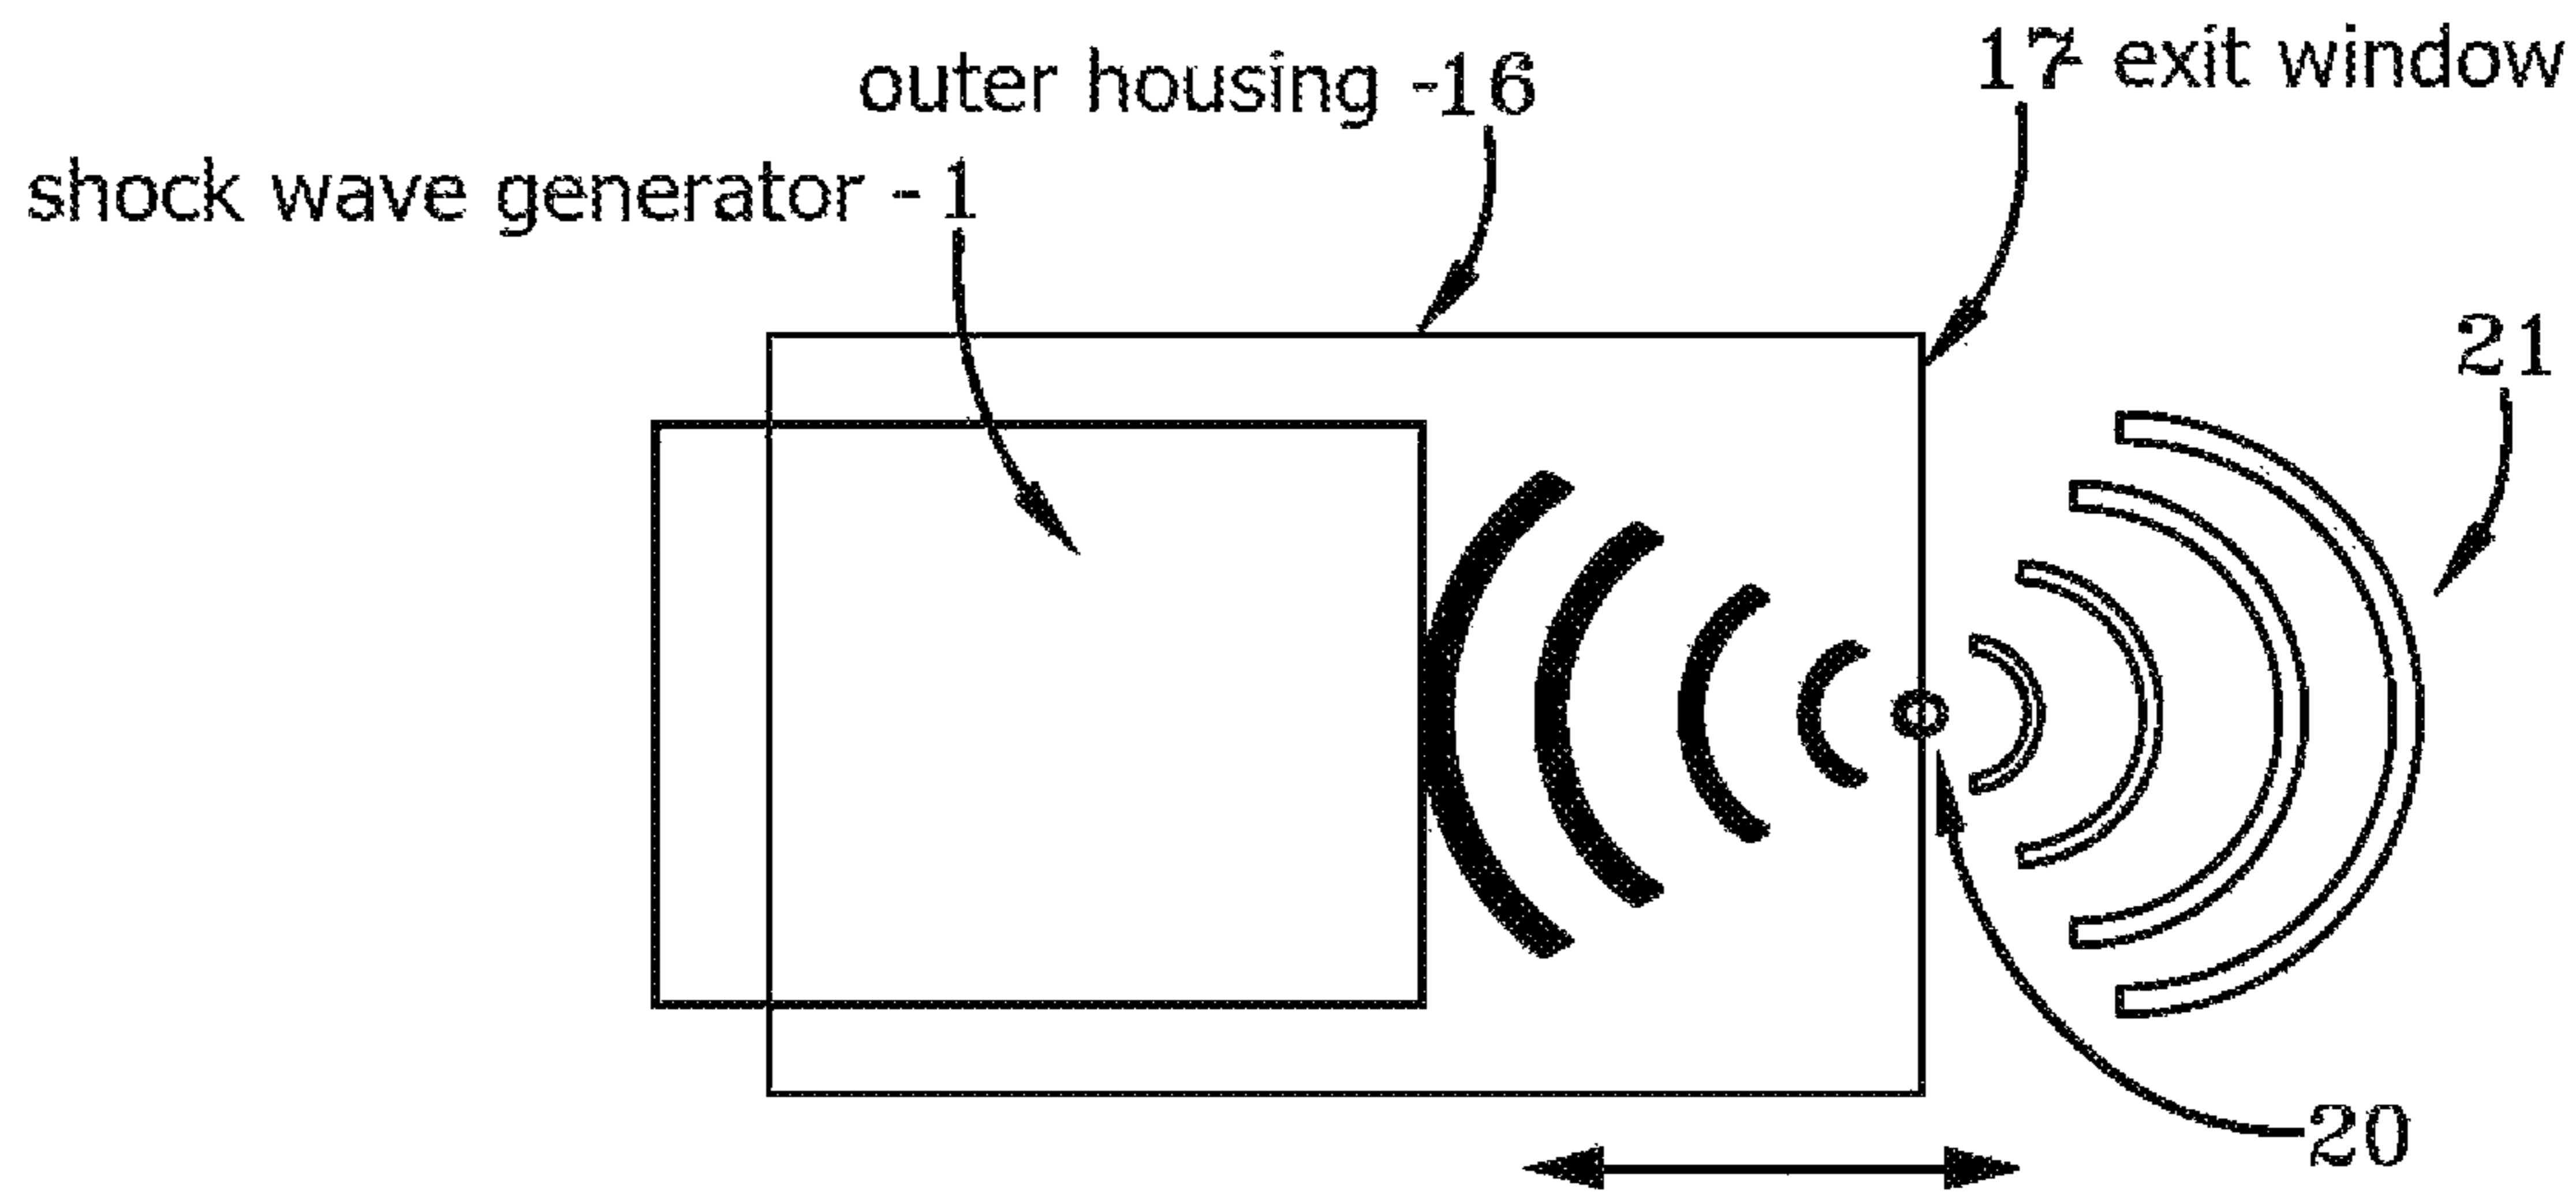 outer housing -16
17- exit window
shock wave generator - 1
21
20